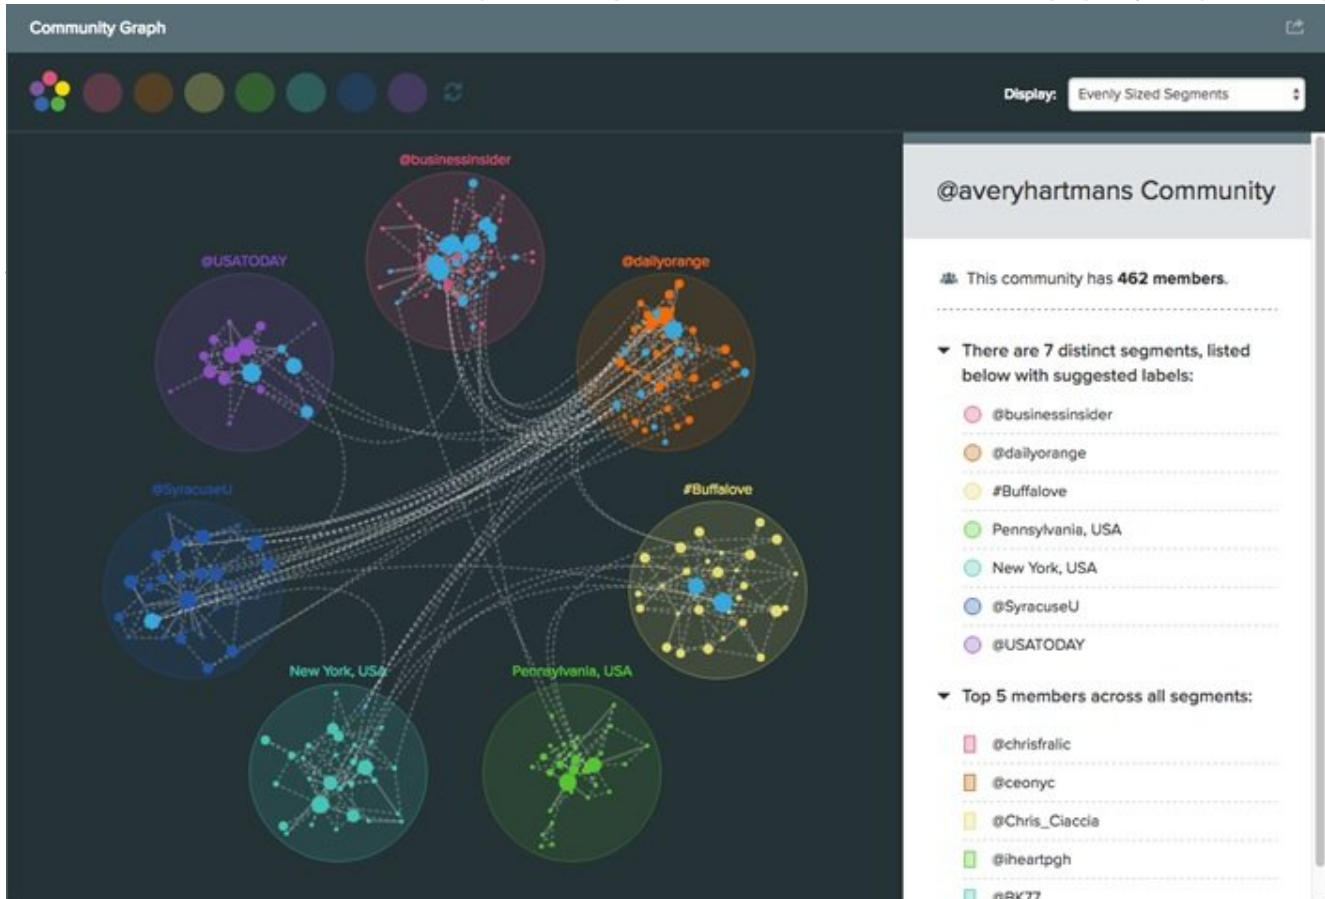 Community Graph
Display:
Evenly Sized Segments
@businessinsider
@USATODAY
@dailyorange
@SyracuseU
#Buffalove
New York, USA
Pennsylvania, USA
@averyhartmans Community
This community has 462 members.
There are 7 distinct segments, listed
below with suggested labels:
@businessinsider
@dailyorange
#Buffalove
Pennsylvania, USA
New York, USA
@SyracuseU
@USATODAY
Top 5 members across all segments:
@chrisfralic
@ceonyc
@Chris_Ciaccia
@iheartpgh